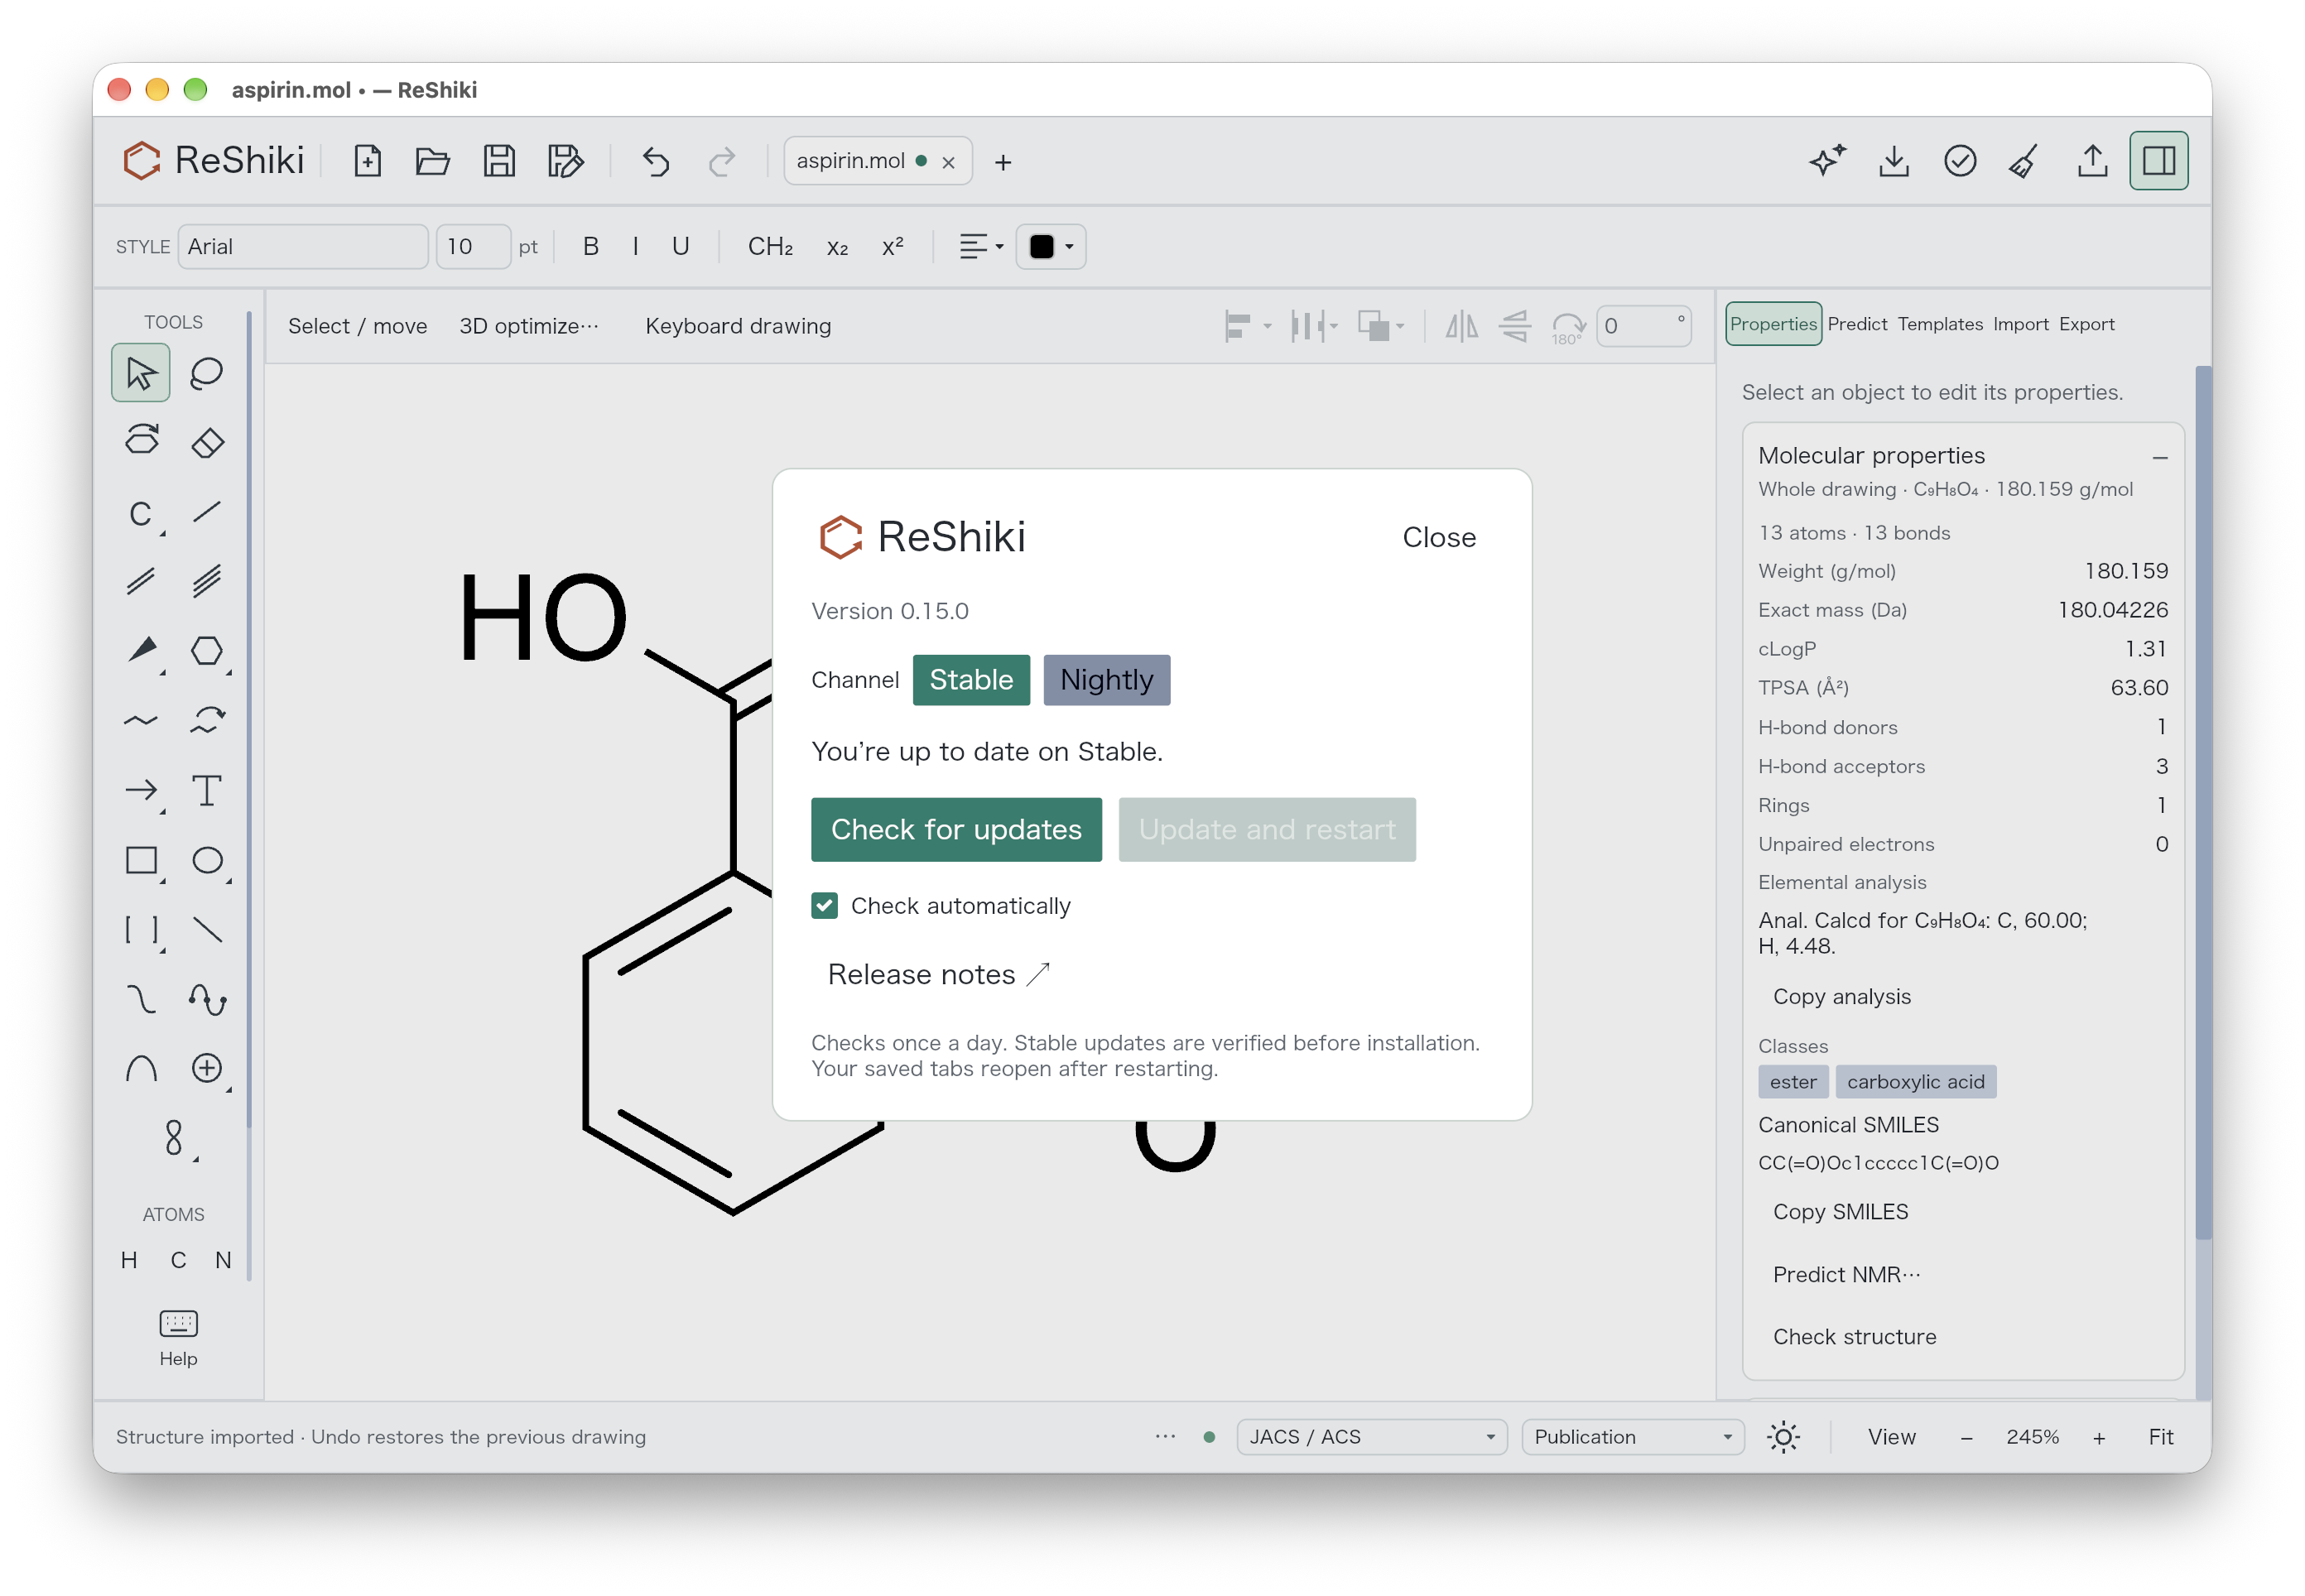 aspirin.mol • — ReShiki
ReShiki
aspirin.mol ● × +
STYLE Arial 10 pt B I U CH₂ x₂ x²
TOOLS
Select / move 3D optimize… Keyboard drawing
180° 0 °
Properties Predict Templates Import Export
C
T
[ ]
ATOMS
H C N
Help
HO
O
ReShiki
Close
Version 0.15.0
Channel Stable Nightly
You're up to date on Stable.
Check for updates Update and restart
Check automatically
Release notes ↗
Checks once a day. Stable updates are verified before installation.
Your saved tabs reopen after restarting.
Select an object to edit its properties.
Molecular properties –
Whole drawing · C₉H₈O₄ · 180.159 g/mol
13 atoms · 13 bonds
Weight (g/mol) 180.159
Exact mass (Da) 180.04226
cLogP 1.31
TPSA (Å²) 63.60
H-bond donors 1
H-bond acceptors 3
Rings 1
Unpaired electrons 0
Elemental analysis
Anal. Calcd for C₉H₈O₄: C, 60.00;
H, 4.48.
Copy analysis
Classes
ester carboxylic acid
Canonical SMILES
CC(=O)Oc1ccccc1C(=O)O
Copy SMILES
Predict NMR…
Check structure
Structure imported · Undo restores the previous drawing
… JACS / ACS Publication View – 245% + Fit